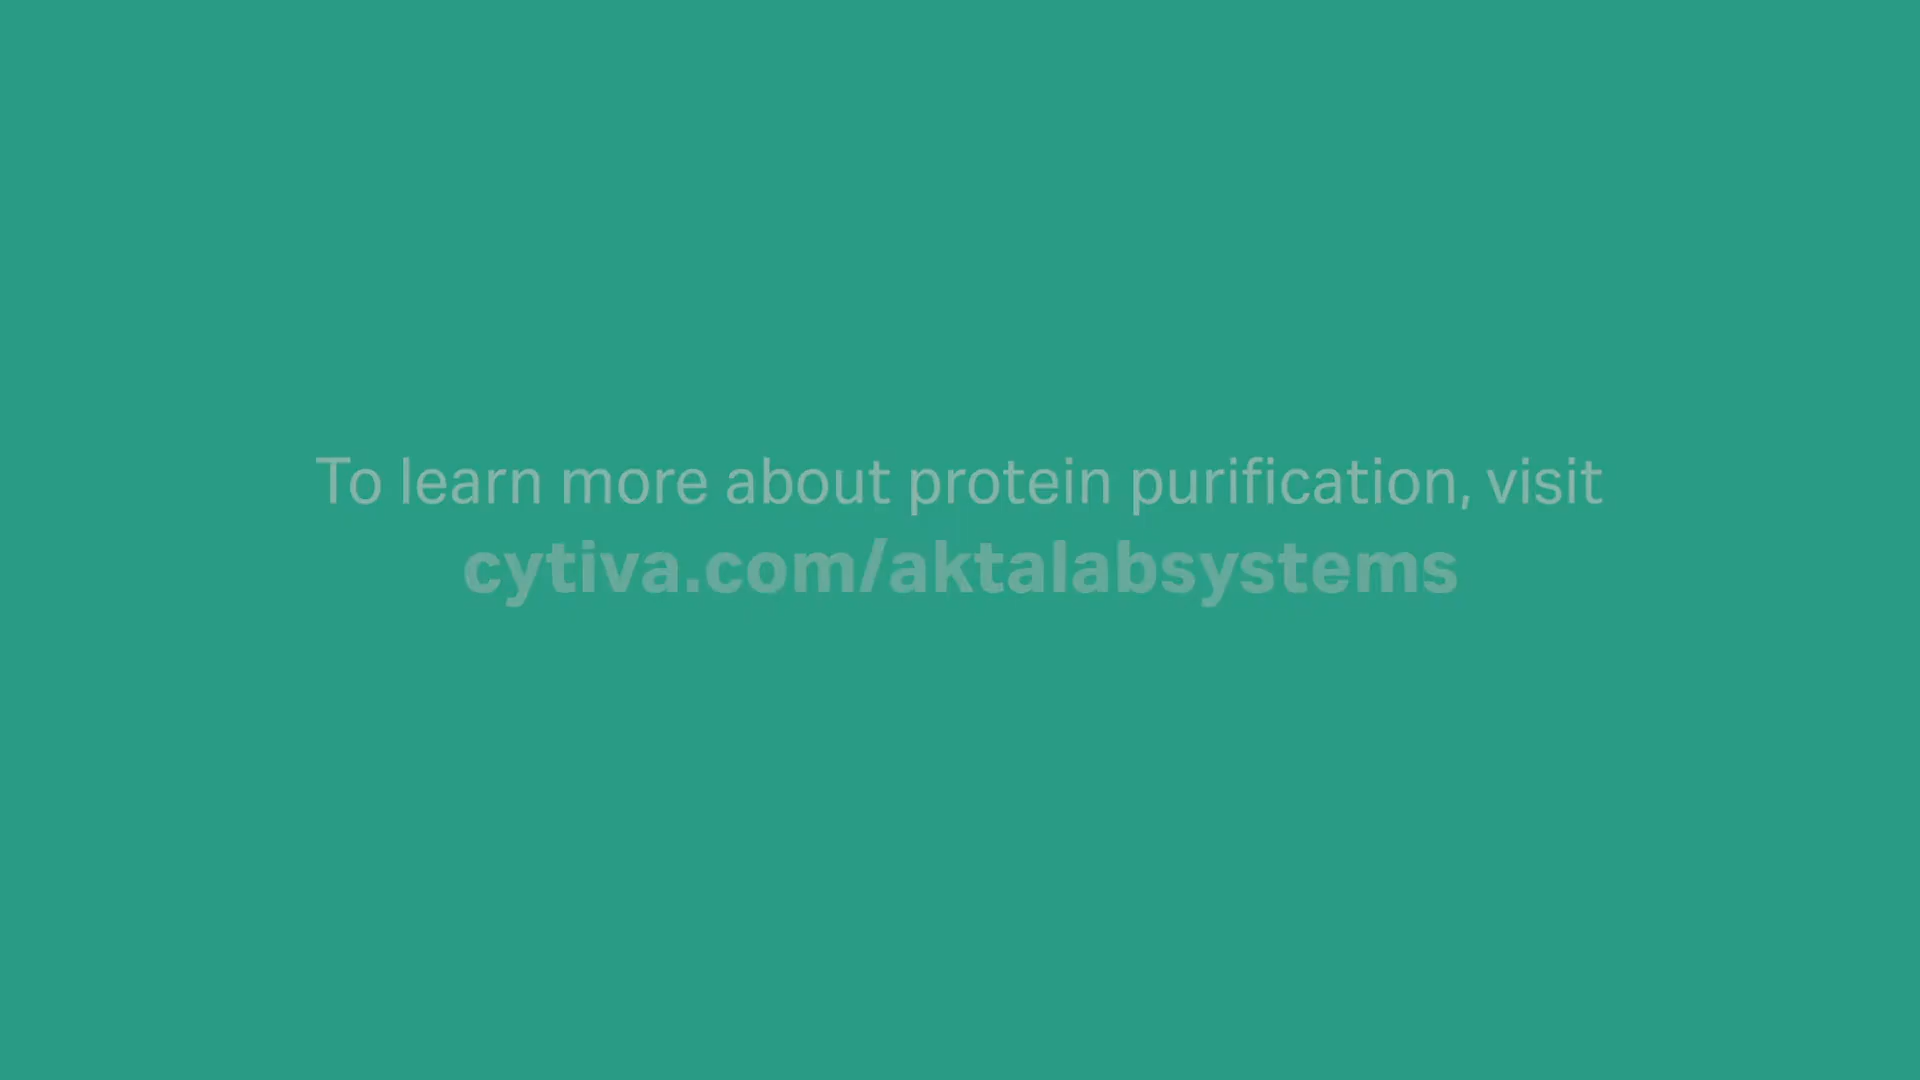 To learn more about protein purification, visit
cytiva.com/aktalabsystems